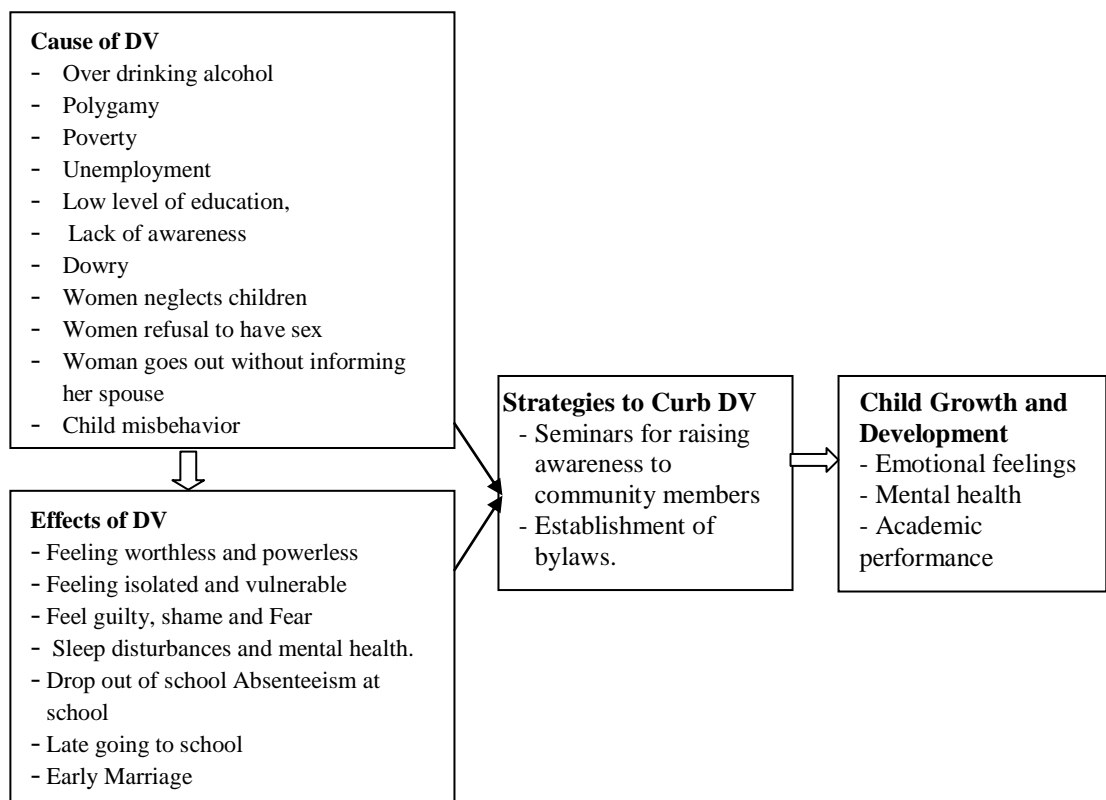 Cause of DV
- Over drinking alcohol
- Polygamy
- Poverty
- Unemployment
- Low level of education,
- Lack of awareness
- Dowry
- Women neglects children
- Women refusal to have sex
- Woman goes out without informing
her spouse
- Child misbehavior
Effects of DV
- Feeling worthless and powerless
- Feeling isolated and vulnerable
- Feel guilty, shame and Fear
- Sleep disturbances and mental health.
- Drop out of school Absenteeism at
school
- Late going to school
- Early Marriage
Strategies to Curb DV
- Seminars for raising
awareness to
community members
- Establishment of
bylaws.
Child Growth and
Development
- Emotional feelings
- Mental health
- Academic
performance